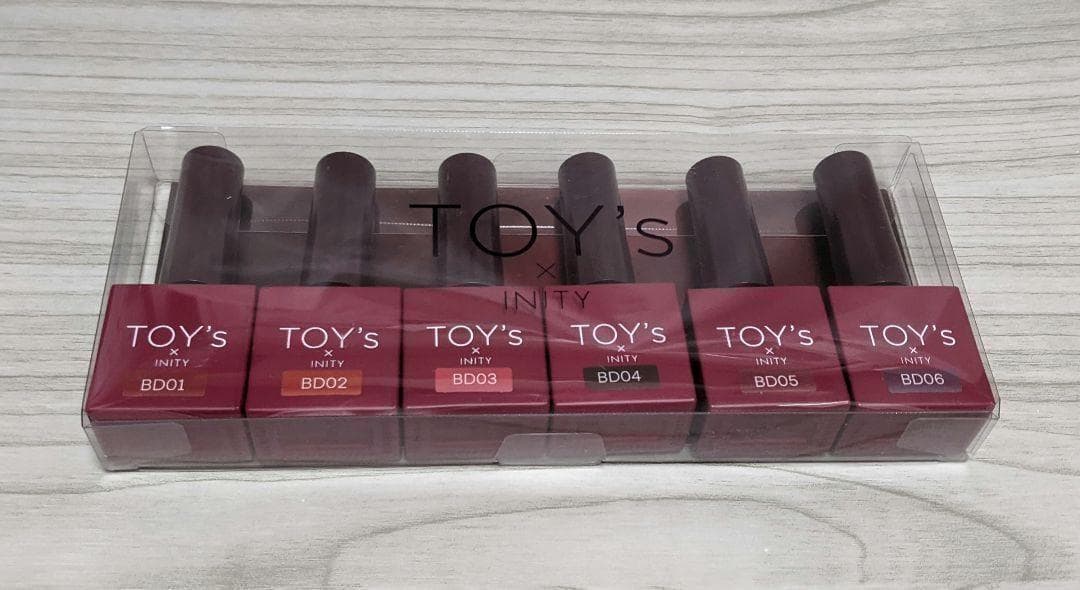 TOY's
×
INITY
TOY's
×
INITY
BD01
TOY's
×
INITY
BD02
TOY's
×
INITY
BD03
TOY's
×
INITY
BD04
TOY's
×
INITY
BD05
TOY's
×
INITY
BD06